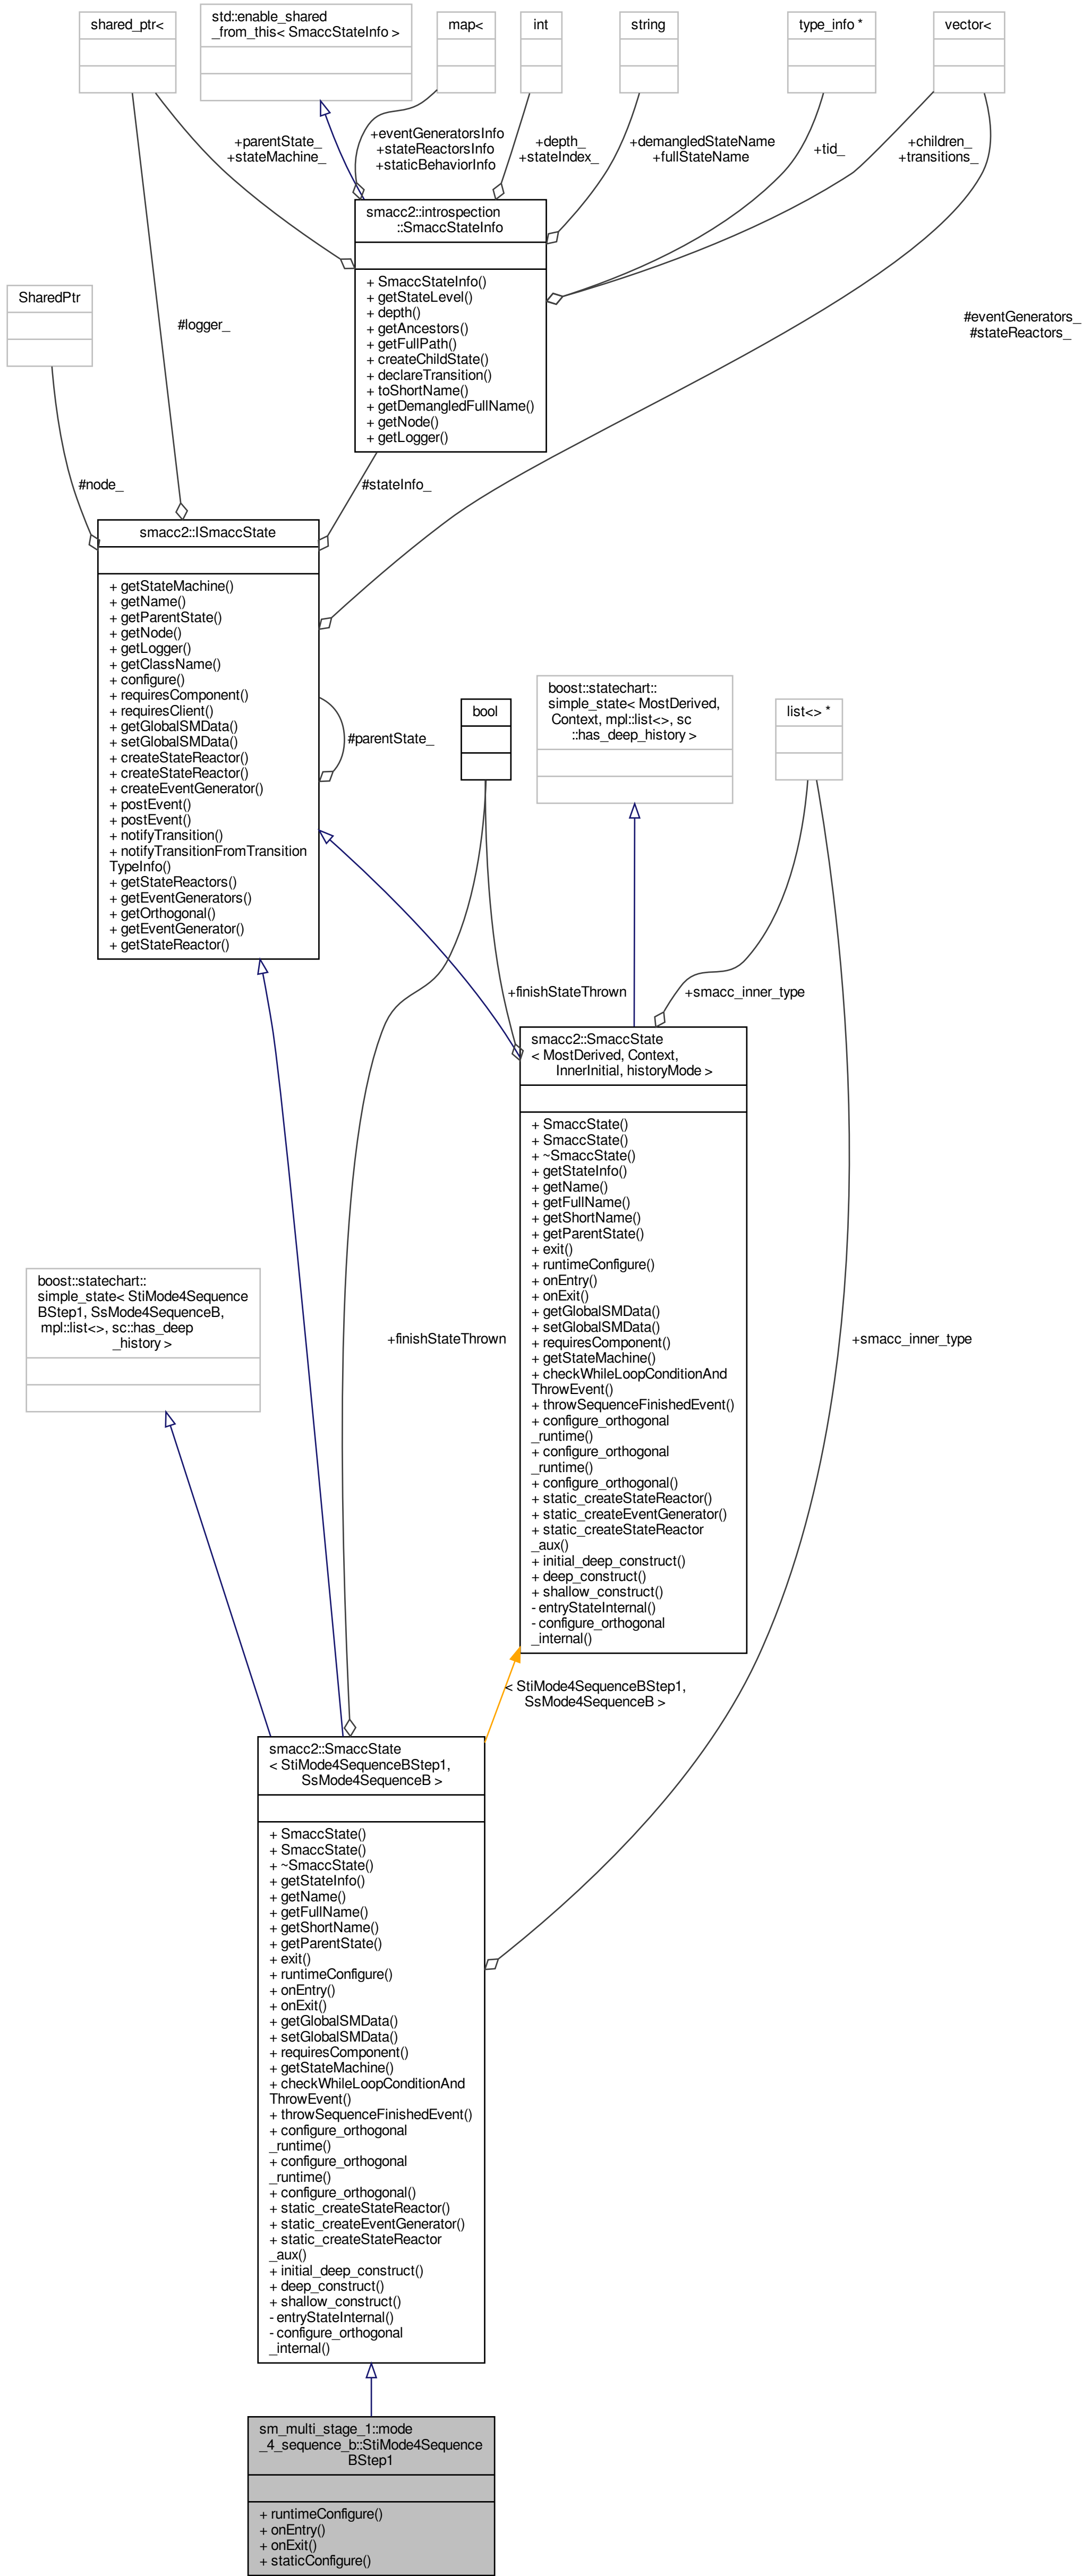 shared_ptr<
std::enable_shared
_from_this< SmaccStateInfo >
map<
int
string
type_info *
vector<
+parentState_
+stateMachine_
+eventGeneratorsInfo
+stateReactorsInfo
+staticBehaviorInfo
+depth_
+stateIndex_
+demangledStateName
+fullStateName
+tid_
+children_
+transitions_
smacc2::introspection
::SmaccStateInfo
+ SmaccStateInfo()
+ getStateLevel()
+ depth()
+ getAncestors()
+ getFullPath()
+ createChildState()
+ declareTransition()
+ toShortName()
+ getDemangledFullName()
+ getNode()
+ getLogger()
SharedPtr
#logger_
#eventGenerators_
#stateReactors_
#node_
#stateInfo_
smacc2::ISmaccState
+ getStateMachine()
+ getName()
+ getParentState()
+ getNode()
+ getLogger()
+ getClassName()
+ configure()
+ requiresComponent()
+ requiresClient()
+ getGlobalSMData()
+ setGlobalSMData()
+ createStateReactor()
+ createStateReactor()
+ createEventGenerator()
+ postEvent()
+ postEvent()
+ notifyTransition()
+ notifyTransitionFromTransition
TypeInfo()
+ getStateReactors()
+ getEventGenerators()
+ getOrthogonal()
+ getEventGenerator()
+ getStateReactor()
#parentState_
bool
boost::statechart::
simple_state< MostDerived,
Context, mpl::list<>, sc
::has_deep_history >
list<> *
+finishStateThrown
+smacc_inner_type
smacc2::SmaccState
< MostDerived, Context,
InnerInitial, historyMode >
+ SmaccState()
+ SmaccState()
+ ~SmaccState()
+ getStateInfo()
+ getName()
+ getFullName()
+ getShortName()
+ getParentState()
+ exit()
+ runtimeConfigure()
+ onEntry()
+ onExit()
+ getGlobalSMData()
+ setGlobalSMData()
+ requiresComponent()
+ getStateMachine()
+ checkWhileLoopConditionAnd
ThrowEvent()
+ throwSequenceFinishedEvent()
+ configure_orthogonal
_runtime()
+ configure_orthogonal
_runtime()
+ configure_orthogonal()
+ static_createStateReactor()
+ static_createEventGenerator()
+ static_createStateReactor
_aux()
+ initial_deep_construct()
+ deep_construct()
+ shallow_construct()
- entryStateInternal()
- configure_orthogonal
_internal()
boost::statechart::
simple_state< StiMode4Sequence
BStep1, SsMode4SequenceB,
mpl::list<>, sc::has_deep
_history >
+finishStateThrown
+smacc_inner_type
< StiMode4SequenceBStep1,
SsMode4SequenceB >
smacc2::SmaccState
< StiMode4SequenceBStep1,
SsMode4SequenceB >
+ SmaccState()
+ SmaccState()
+ ~SmaccState()
+ getStateInfo()
+ getName()
+ getFullName()
+ getShortName()
+ getParentState()
+ exit()
+ runtimeConfigure()
+ onEntry()
+ onExit()
+ getGlobalSMData()
+ setGlobalSMData()
+ requiresComponent()
+ getStateMachine()
+ checkWhileLoopConditionAnd
ThrowEvent()
+ throwSequenceFinishedEvent()
+ configure_orthogonal
_runtime()
+ configure_orthogonal
_runtime()
+ configure_orthogonal()
+ static_createStateReactor()
+ static_createEventGenerator()
+ static_createStateReactor
_aux()
+ initial_deep_construct()
+ deep_construct()
+ shallow_construct()
- entryStateInternal()
- configure_orthogonal
_internal()
sm_multi_stage_1::mode
_4_sequence_b::StiMode4Sequence
BStep1
+ runtimeConfigure()
+ onEntry()
+ onExit()
+ staticConfigure()